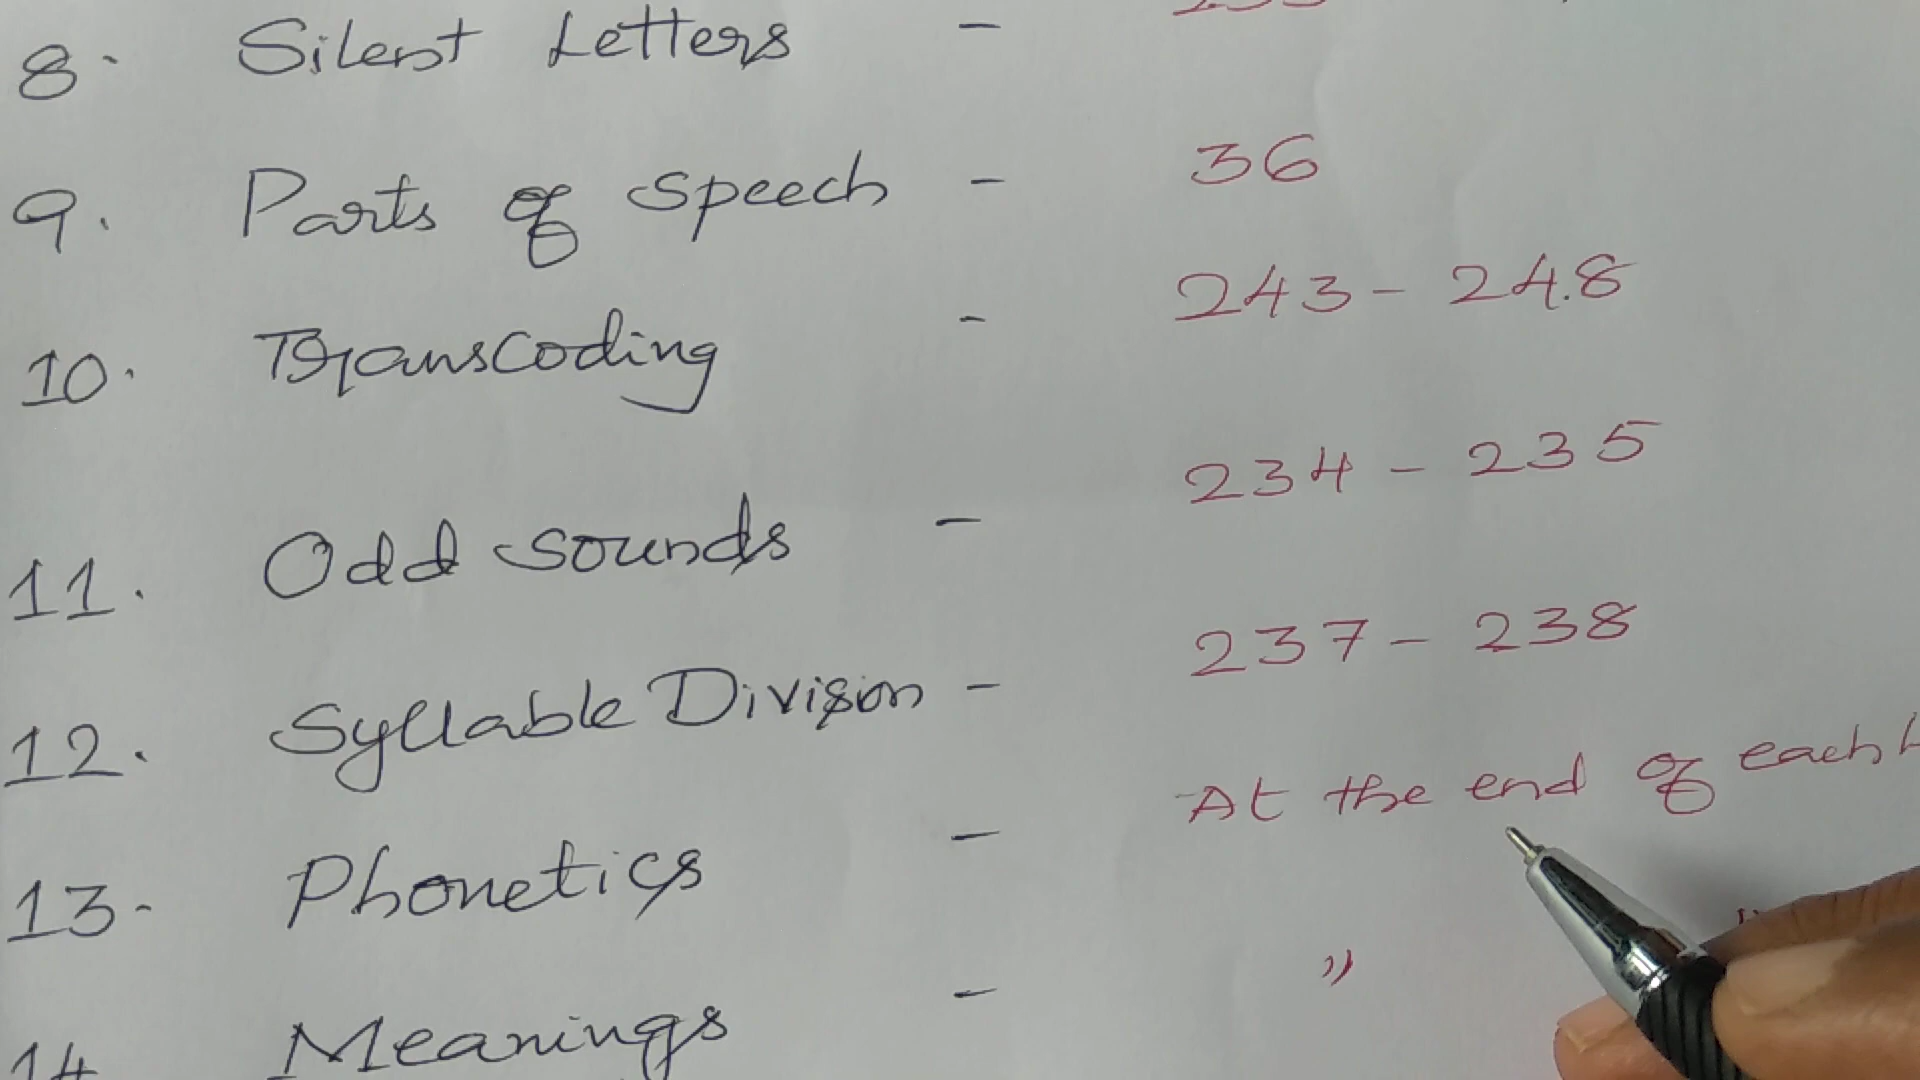 8. Silent Letters -
9. Parts of speech - 36
10. Transcoding - 243 - 248
11. Odd sounds - 234 - 235
12. Syllable Division - 237 - 238
13. Phonetics - At the end of each
14. Meanings - "